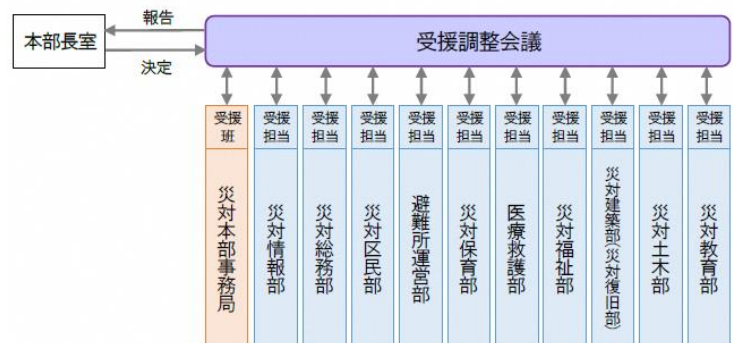 報告
本部長室
受援調整会議
決定
受援
班
災対本部事務局
受援
担当
災対情報部
受援
担当
災対総務部
受援
担当
災対区民部
受援
担当
避難所運営部
受援
担当
災対保育部
受援
担当
医療救護部
受援
担当
災対福祉部
受援
担当
災対建築部(災対復旧部)
受援
担当
災対土木部
受援
担当
災対教育部